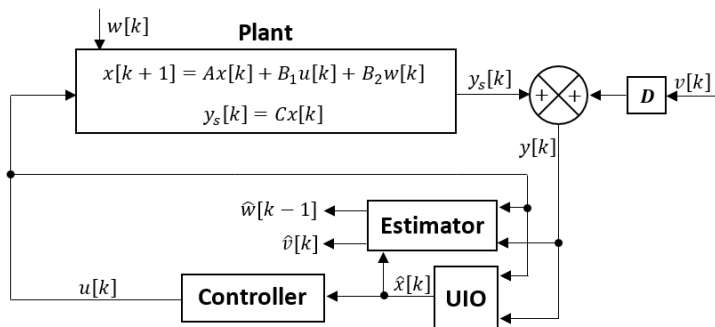 w[k]
Plant
x[k + 1] = Ax[k] + B₁u[k] + B₂w[k]
yₛ[k] = Cx[k]
yₛ[k]
+ +
D
v[k]
y[k]
ŵ[k − 1]
v̂[k]
Estimator
u[k]
Controller
x̂[k]
UIO